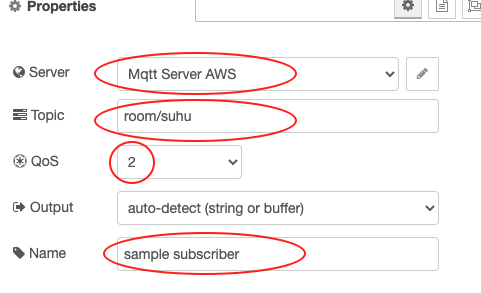 Properties
Server Mqtt Server AWS
Topic room/suhu
QoS 2
Output auto-detect (string or buffer)
Name sample subscriber